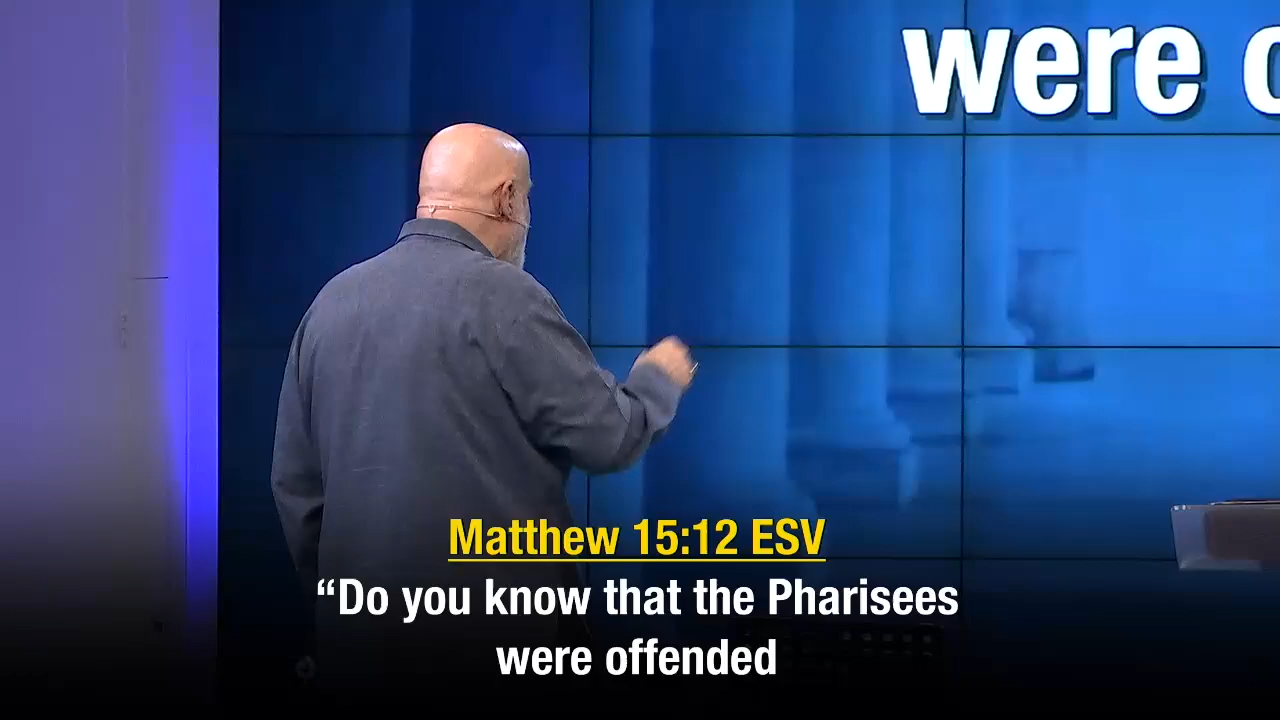 were
Matthew 15:12 ESV
“Do you know that the Pharisees
were offended